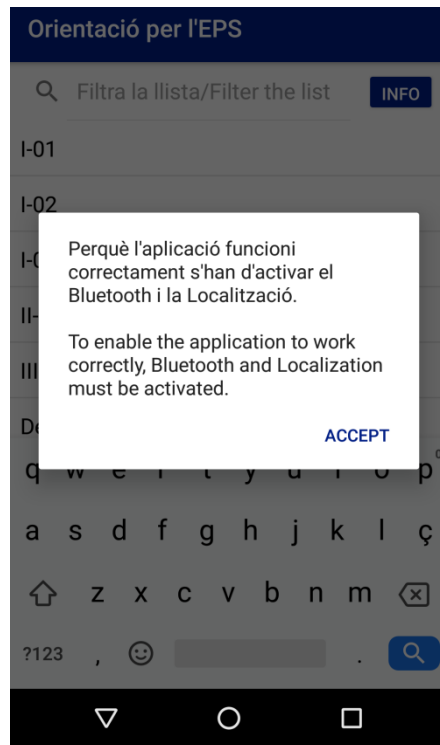 Orientació per l'EPS
Filtra la llista/Filter the list
INFO
I-01
I-02
Perquè l'aplicació funcioni
correctament s'han d'activar el
Bluetooth i la Localització.
To enable the application to work
correctly, Bluetooth and Localization
must be activated.
ACCEPT
a s d f g h j k l ç
z x c v b n m
?123 , .